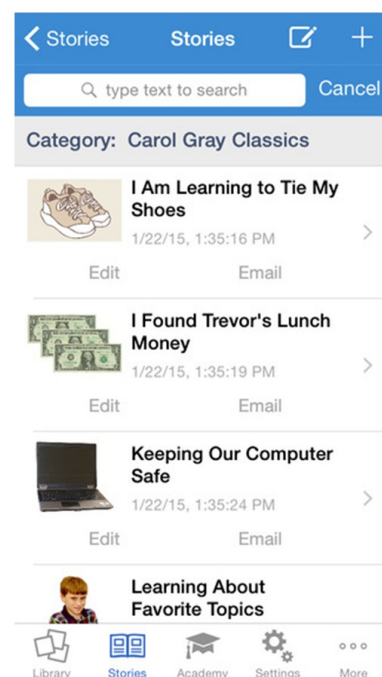 Stories Stories
type text to search Cancel
Category: Carol Gray Classics
I Am Learning to Tie My
Shoes
1/22/15, 1:35:16 PM
Edit Email
I Found Trevor's Lunch
Money
1/22/15, 1:35:19 PM
Edit Email
Keeping Our Computer
Safe
1/22/15, 1:35:24 PM
Edit Email
Learning About
Favorite Topics
Library Stories Academy Settings More